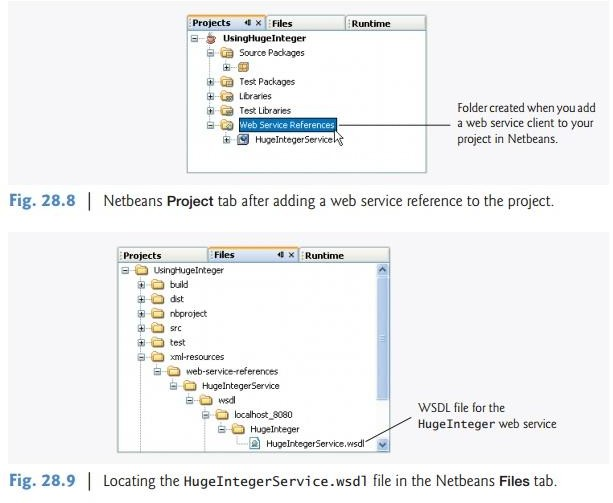 Projects
Files
Runtime
UsingHugeInteger
Source Packages
Test Packages
Libraries
Test Libraries
Web Service References
HugeIntegerService
Folder created when you add
a web service client to your
project in Netbeans.
Fig. 28.8 | Netbeans Project tab after adding a web service reference to the project.
Projects
Files
Runtime
UsingHugeInteger
build
dist
nbproject
src
test
xml-resources
web-service-references
HugeIntegerService
wsdl
localhost_8080
HugeInteger
HugeIntegerService.wsdl
WSDL file for the
HugeInteger web service
Fig. 28.9 | Locating the HugeIntegerService.wsdl file in the Netbeans Files tab.